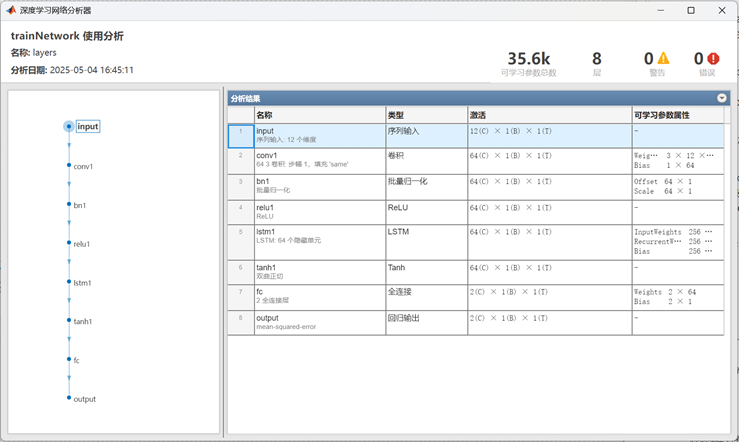 深度学习网络分析器
trainNetwork 使用分析
名称: layers
分析日期: 2025-05-04 16:45:11
35.6k
可学习参数总数
8
层
0
警告
0
错误
input
conv1
bn1
relu1
lstm1
tanh1
fc
output
分析结果
名称 类型 激活 可学习参数属性
1 input 序列输入 12(C) × 1(B) × 1(T) -
序列输入: 12 个维度
2 conv1 卷积 64(C) × 1(B) × 1(T) Weig··· 3 × 12 ×···
64 3 卷积: 步幅 1，填充 'same' Bias 1 × 64
3 bn1 批量归一化 64(C) × 1(B) × 1(T) Offset 64 × 1
批量归一化 Scale 64 × 1
4 relu1 ReLU 64(C) × 1(B) × 1(T) -
ReLU
5 lstm1 LSTM 64(C) × 1(B) × 1(T) InputWeights 256 ···
LSTM: 64 个隐藏单元 RecurrentW··· 256 ···
Bias 256 ···
6 tanh1 Tanh 64(C) × 1(B) × 1(T) -
双曲正切
7 fc 全连接 2(C) × 1(B) × 1(T) Weights 2 × 64
2 全连接层 Bias 2 × 1
8 output 回归输出 2(C) × 1(B) × 1(T) -
mean-squared-error